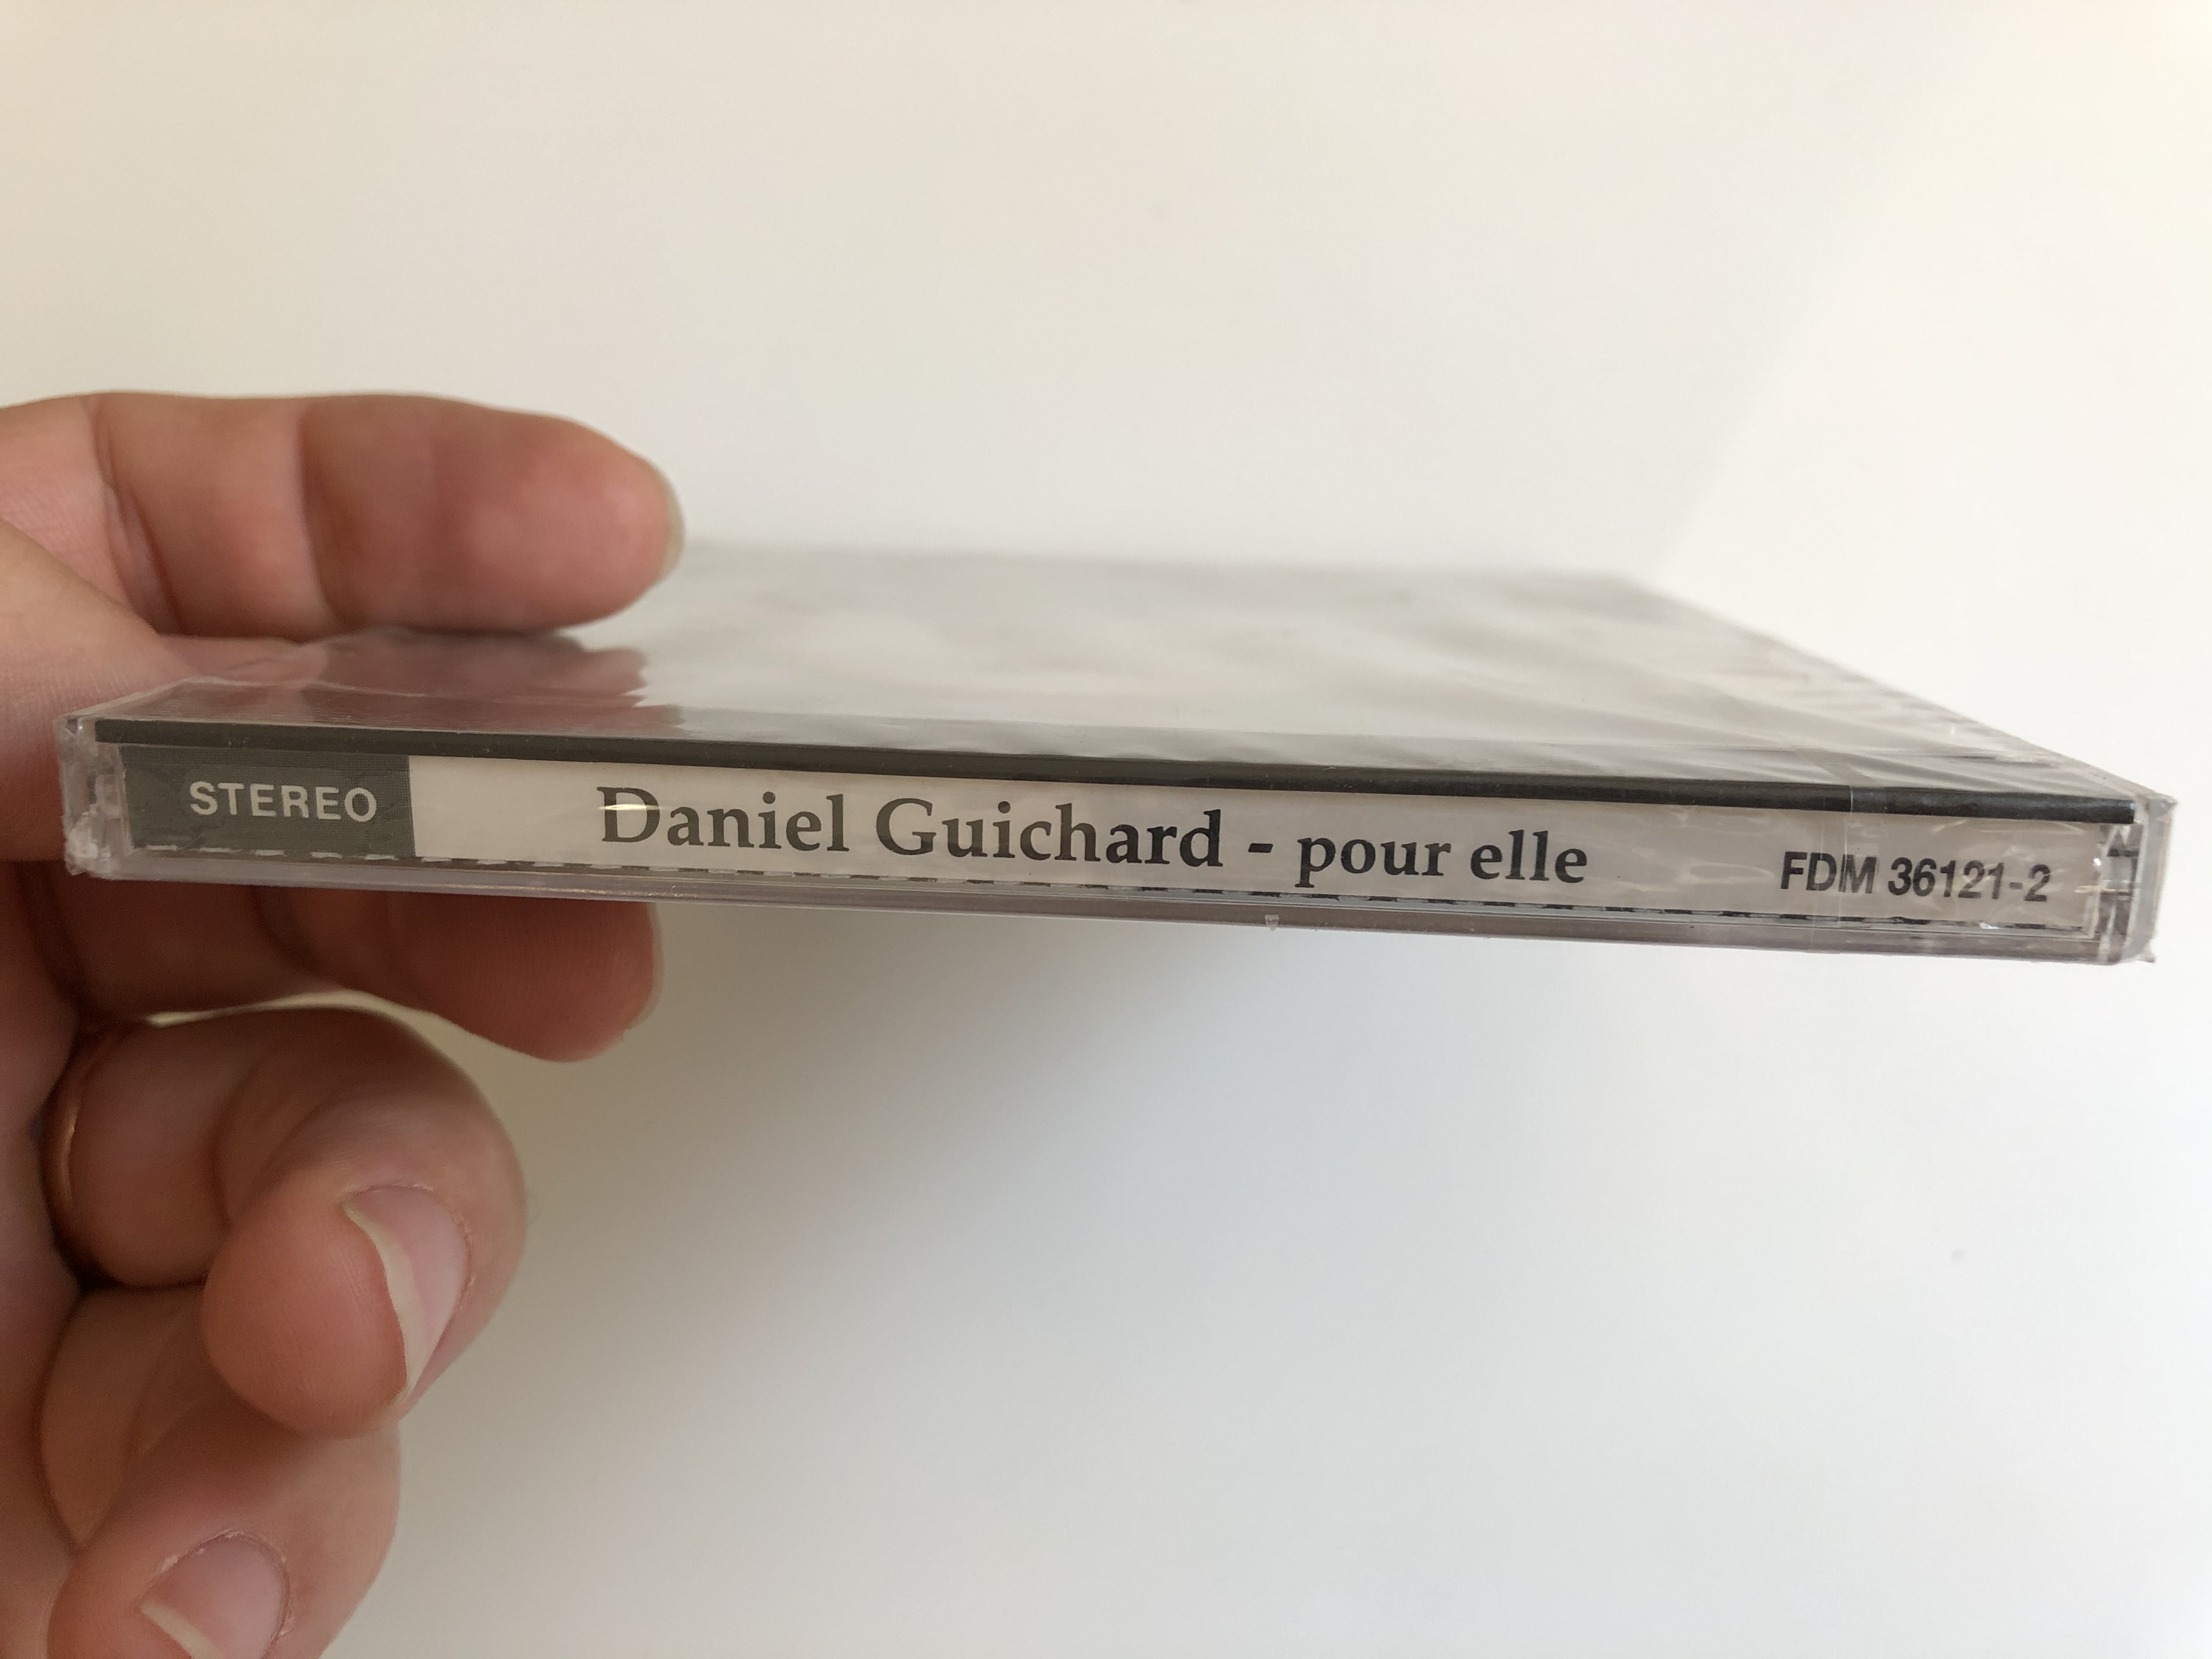 STEREO Daniel Guichard - pour elle FDM 36121-2